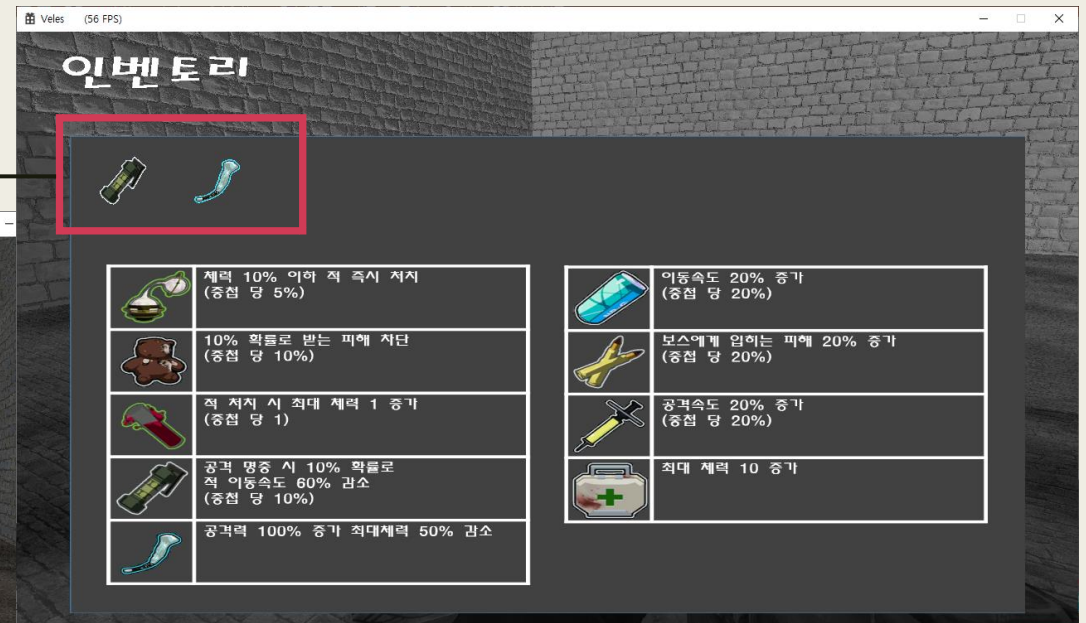 Veles (56 FPS)
인벤토리
체력 10% 이하 적 즉시 처치
(중첩 당 5%)
10% 확률로 받는 피해 차단
(중첩 당 10%)
적 처치 시 최대 체력 1 증가
(중첩 당 1)
공격 명중 시 10% 확률로
적 이동속도 60% 감소
(중첩 당 10%)
공격력 100% 증가 최대체력 50% 감소
이동속도 20% 증가
(중첩 당 20%)
보스에게 입히는 피해 20% 증가
(중첩 당 20%)
공격속도 20% 증가
(중첩 당 20%)
최대 체력 10 증가